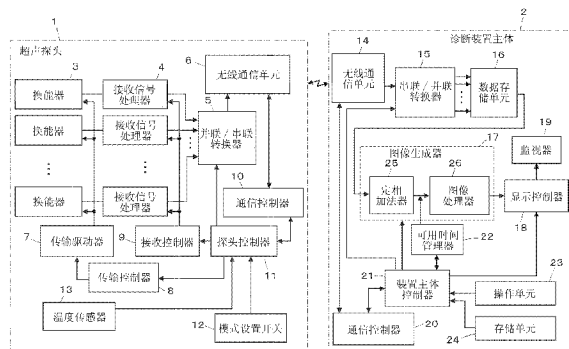 1
2
超声探头
诊断装置主体
3
4
6
14
15
16
换能器
接收信号
处理器
无线通信单元
5
无线
通信单元
串联/并联
转换器
数据存
储单元
换能器
接收信号
处理器
并联/串联
转换器
17
19
图像生成器
监视器
25
26
10
定相
加法器
图像
处理器
换能器
接收信号
处理器
通信控制器
显示控制器
18
7
9
传输驱动器
接收控制器
探头控制器
可用时间
管理器
22
11
21
23
传输控制器
8
装置主体
控制器
操作单元
13
温度传感器
12
模式设置开关
通信控制器
20
24
存储单元